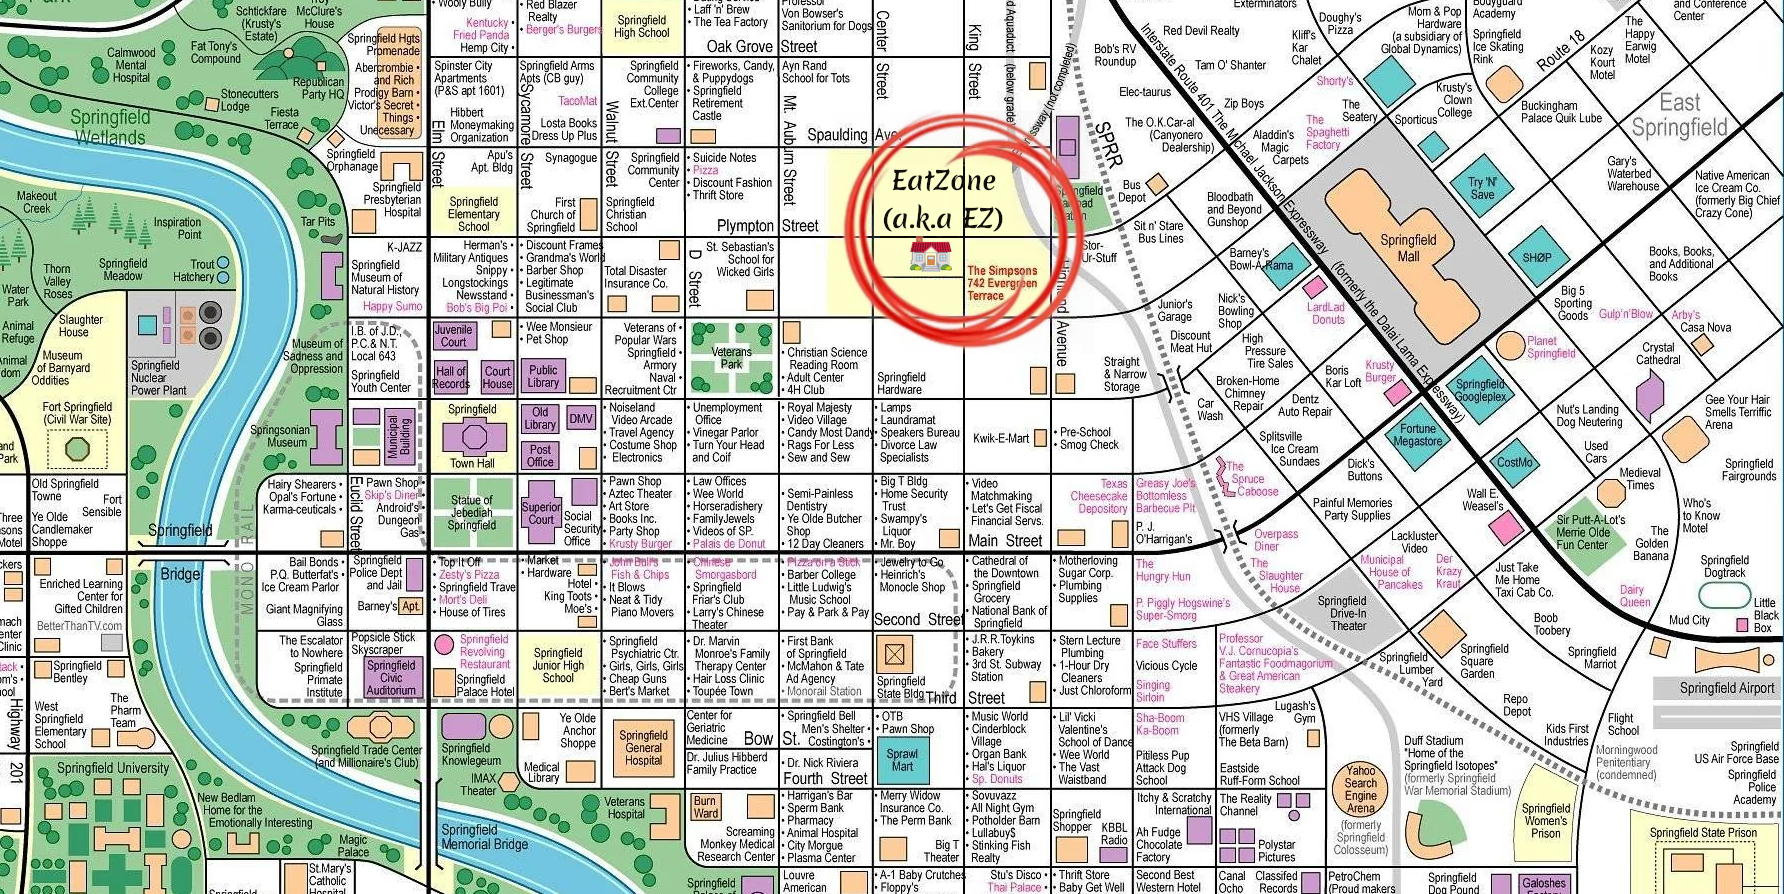 Wooly Bully
Kentucky
Fried Panda
Hemp City •
• Red Blazer
Realty
• Berger's Burgers
Springfield
High School
• Laff 'n' Brew
• The Tea Factory
Oak Grove Street
Professor
Von Bowser's
Sanitorium for Dogs
Center
Street
King
Street
Exterminators
Bob's RV
Roundup
Red Devil Realty
Tam O' Shanter
Elec-taurus
Zip Boys
The O.K.Car-al
(Canyonero
Dealership)
Kliff's
Kar
Chalet
Doughy's
Pizza
Mom & Pop
Hardware
(a subsidiary of
Global Dynamics)
Bodyguard
Academy
Springfield
Ice Skating
Rink
Route 18
Kozy
Kourt
Motel
The
Happy
Earwig
Motel
and Conference
Center
Schtickfare
(Krusty's
Estate)
McClure's
House
Fat Tony's
Compound
Calmwood
Mental
Hospital
Republican
Party HQ
Stonecutters
Lodge
Fiesta
Terrace
Springfield
Wetlands
Springfield Hgts
Promenade
Abercrombie •
and Rich
Prodigy Barn •
Victor's Secret •
Things •
Unecessary
Spinster City
Apartments
(P&S apt 1601)
Hibbert
Moneymaking
Organization
Elm
Street
Springfield Arms
Apts (CB guy)
Sycamore
Street
TacoMat
Losta Books
Dress Up Plus
Walnut
Street
Springfield
Community
College
Ext.Center
• Fireworks, Candy,
& Puppydogs
• Springfield
Retirement
Castle
Ayn Rand
School for Tots
Mt. Auburn Street
Spaulding Ave.
SPRR
Interstate Route 401 The Michael Jackson Expressway (formerly the Dalai Lama Expressway)
Shorty's
The
Spaghetti
Factory
The
Seatery
Aladdin's
Magic
Carpets
Sporticus
Krusty's
Clown
College
Buckingham
Palace Quik Lube
East
Springfield
Try 'N'
Save
Gary's
Waterbed
Warehouse
Native American
Ice Cream Co.
(formerly Big Chief
Crazy Cone)
Springfield
Orphanage
Springfield
Presbyterian
Hospital
Apu's
Apt. Bldg
Springfield
Elementary
School
Synagogue
First
Church of
Springfield
Springfield
Community
Center
Springfield
Christian
School
• Suicide Notes
• Pizza
• Discount Fashion
• Thrift Store
Plympton Street
EatZone
(a.k.a EZ)
The Simpsons
742 Evergreen
Terrace
Bus
Depot
Sit n' Stare
Bus Lines
Stor-
Ur-Stuff
Bloodbath
and Beyond
Gunshop
Barney's
Bowl-A-Rama
Springfield
Mall
SHØP
Books, Books,
and Additional
Books
Makeout
Creek
Inspiration
Point
Tar Pits
Thorn
Valley
Roses
Springfield
Meadow
Trout
Hatchery
Water
Park
Animal
Refuge
K-JAZZ
Springfield
Museum of
Natural History
Happy Sumo
Herman's •
Military Antiques
Snippy •
Longstockings
Newsstand •
Bob's Big Poi •
• Discount Frames
• Grandma's World
• Barber Shop
• Legitimate
Businessman's
Social Club
Total Disaster
Insurance Co.
D Street
St. Sebastian's
School for
Wicked Girls
Junior's
Garage
Nick's
Bowling
Shop
LardLad
Donuts
Big 5
Sporting
Goods
Gulp'n'Blow
Arby's
Casa Nova
Slaughter
House
Museum
of Barnyard
Oddities
Springfield
Nuclear
Power Plant
Museum of
Sadness and
Oppression
I.B. of J.D.,
P.C.& N.T.
Local 643
Springfield
Youth Center
Juvenile
Court
Hall of
Records
Court
House
• Wee Monsieur
• Pet Shop
Public
Library
Veterans of
Popular Wars
Springfield •
Armory
Naval •
Recruitment Ctr
Veterans
Park
• Christian Science
Reading Room
• Adult Center
• 4H Club
Springfield
Hardware
Avenue
Discount
Meat Hut
Straight
& Narrow
Storage
High
Pressure
Tire Sales
Broken-Home
Chimney
Repair
Boris
Kar Loft
Krusty
Burger
Planet
Springfield
Springfield
Googleplex
Crystal
Cathedral
Fort Springfield
(Civil War Site)
Springsonian
Museum
Municipal
Building
Springfield
Town Hall
Old
Library
DMV
Post
Office
• Noiseland
Video Arcade
• Travel Agency
• Costume Shop
• Electronics
• Unemployment
Office
• Vinegar Parlor
• Turn Your Head
and Coif
• Royal Majesty
• Video Village
• Candy Most Dandy
• Rags For Less
• Sew and Sew
• Lamps
• Laundramat
• Speakers Bureau
• Divorce Law
Specialists
Kwik-E-Mart
• Pre-School
• Smog Check
Car
Wash
Dentz
Auto Repair
Splitsville
Ice Cream
Sundaes
Fortune
Megastore
CostMo
Nut's Landing
Dog Neutering
Used
Cars
Gee Your Hair
Smells Terrific
Arena
Springfield
Fairgrounds
Old Springfield
Towne
Fort
Sensible
Ye Olde
Candlemaker
Shoppe
Springfield
Bridge
MONO RAIL
Hairy Shearers •
Opal's Fortune •
Karma-ceuticals •
Euclid Street
Pawn Shop
Skip's Diner
Android's
Dungeon
Gas
Statue of
Jebediah
Springfield
Superior
Court
Social
Security
Office
• Pawn Shop
• Aztec Theater
• Art Store
• Books Inc.
• Party Shop
• Krusty Burger
• Law Offices
• Wee World
• Horseradishery
• FamilyJewels
• Videos of SP.
• Palais de Donut
• Semi-Painless
Dentistry
• Ye Olde Butcher
Shop
• 12 Day Cleaners
• Big T Bldg
• Home Security
Trust
• Swampy's
Liquor
• Mr. Boy
• Video
Matchmaking
• Let's Get Fiscal
Financial Servs.
Main Street
Texas
Cheesecake
Depository
Greasy Joe's
Bottomless
Barbecue Pit
P. J.
O'Harrigan's
The
Spruce
Caboose
Dick's
Buttons
Painful Memories
Party Supplies
Overpass
Diner
Wall E.
Weasel's
Medieval
Times
Who's
to Know
Motel
Sir Putt-A-Lot's
Merrie Olde
Fun Center
The
Golden
Banana
Springfield
Dogtrack
Enriched Learning
Center for
Gifted Children
BetterThanTV.com
Bail Bonds •
P.Q. Butterfat's •
Ice Cream Parlor
Giant Magnifying
Glass
Springfield
Police Dept
and Jail
Barney's Apt.
• Top It Off
• Zesty's Pizza
• Springfield Trave
• Mort's Deli
• House of Tires
Market
Hardware
Hotel •
King Toots •
Moe's •
• John Bull's
Fish & Chips
• It Blows
• Neat & Tidy
Piano Movers
• Chinese
Smorgasbord
• Springfield
Friar's Club
• Larry's Chinese
Theater
• Pizza on a Stick
• Barber College
• Little Ludwig's
Music School
• Pay & Park & Pay
• Jewelry to Go
• Heinrich's
Monocle Shop
Second Street
• Cathedral of
the Downtown
• Springfield
Grocery
• National Bank of
Springfield
• Motherloving
Sugar Corp.
• Plumbing
Supplies
The
Hungry Hun
P. Piggly Hogswine's
Super-Smorg
The
Slaughter
House
Springfield
Drive-In
Theater
Municipal
House of
Pancakes
Lackluster
Video
Der
Krazy
Kraut
Just Take
Me Home
Taxi Cab Co.
Boob
Toobery
Dairy
Queen
Mud City
Little
Black
Box
Springfield
Bentley
The
Pharm
Team
West
Springfield
Elementary
School
Highway
201
The Escalator
to Nowhere
Springfield
Primate
Institute
Popsicle Stick
Skyscraper
Springfield
Civic
Auditorium
Springfield
Revolving
Restaurant
Springfield
Palace Hotel
Springfield
Junior High
School
• Springfield
Psychiatric Ctr.
• Girls, Girls, Girls
• Cheap Guns
• Bert's Market
• Dr. Marvin
Monroe's Family
Therapy Center
• Hair Loss Clinic
• Toupée Town
• First Bank
of Springfield
• McMahon & Tate
Ad Agency
• Monorail Station
Springfield
State Bldg
Third Street
• J.R.R.Toykins
• Bakery
• 3rd St. Subway
Station
• Stern Lecture
Plumbing
• 1-Hour Dry
Cleaners
• Just Chloroform
Face Stuffers
Vicious Cycle
Singing
Sirloin
Professor
V.J. Cornucopia's
Fantastic Foodmagorium
& Great American
Steakery
Springfield
Lumber
Yard
Springfield
Square
Garden
Springfield
Marriot
Springfield Airport
Springfield Trade Center
(and Millionaire's Club)
Springfield
Knowlegeum
IMAX
Theater
Ye Olde
Anchor
Shoppe
Medical
Library
Springfield
General
Hospital
Center for
Geriatric
Medicine
Bow St.
Dr. Julius Hibberd
Family Practice
• Springfield Bell
• Men's Shelter
Costington's •
• Dr. Nick Riviera
Fourth Street
• OTB
• Pawn Shop
Sprawl
Mart
• Music World
• Cinderblock
Village
• Organ Bank
• Hal's Liquor
• Sp. Donuts
• Lil' Vicki
Valentine's
School of Dance
• Wee World
• The Vast
Waistband
Sha-Boom
Ka-Boom
Pitiless Pup
Attack Dog
School
VHS Village
(formerly
The Beta Barn)
Lugash's
Gym
Eastside
Ruff-Form School
Duff Stadium
"Home of the
Springfield Isotopes"
(formerly Springfield
War Memorial Stadium)
Repo
Depot
Kids First
Industries
Flight
School
Morningwood
Penitentiary
(condemned)
Springfield
US Air Force Base
Springfield
Police
Academy
Springfield University
New Bedlam
Home for the
Emotionally Interesting
Magic
Palace
Springfield
Memorial Bridge
Veterans
Hospital
Burn
Ward
Screaming
Monkey Medical
Research Center
• Harrigan's Bar
• Sperm Bank
• Pharmacy
• Animal Hospital
• City Morgue
• Plasma Center
• Merry Widow
Insurance Co.
• The Perm Bank
Big T
Theater
• Sovuvazz
• All Night Gym
• Potholder Barn
• Lullabuy$
• Stinking Fish
Realty
Springfield
Shopper
KBBL
Radio
Itchy & Scratchy
International
Ah Fudge
Chocolate
Factory
The Reality
Channel
Polystar
Pictures
Yahoo
Search
Engine
Arena
(formerly
Springfield
Colosseum)
Springfield
Women's
Prison
Springfield State Prison
St.Mary's
Catholic
Louvre
American
• A-1 Baby Crutches
• Floppy's
Stu's Disco •
Thai Palace •
• Thrift Store
• Baby Get Well
Second Best
Western Hotel
Canal
Ocho
Classifed
Records
PetroChem
(Proud makers
Springfield
Dog Pound
Galoshes